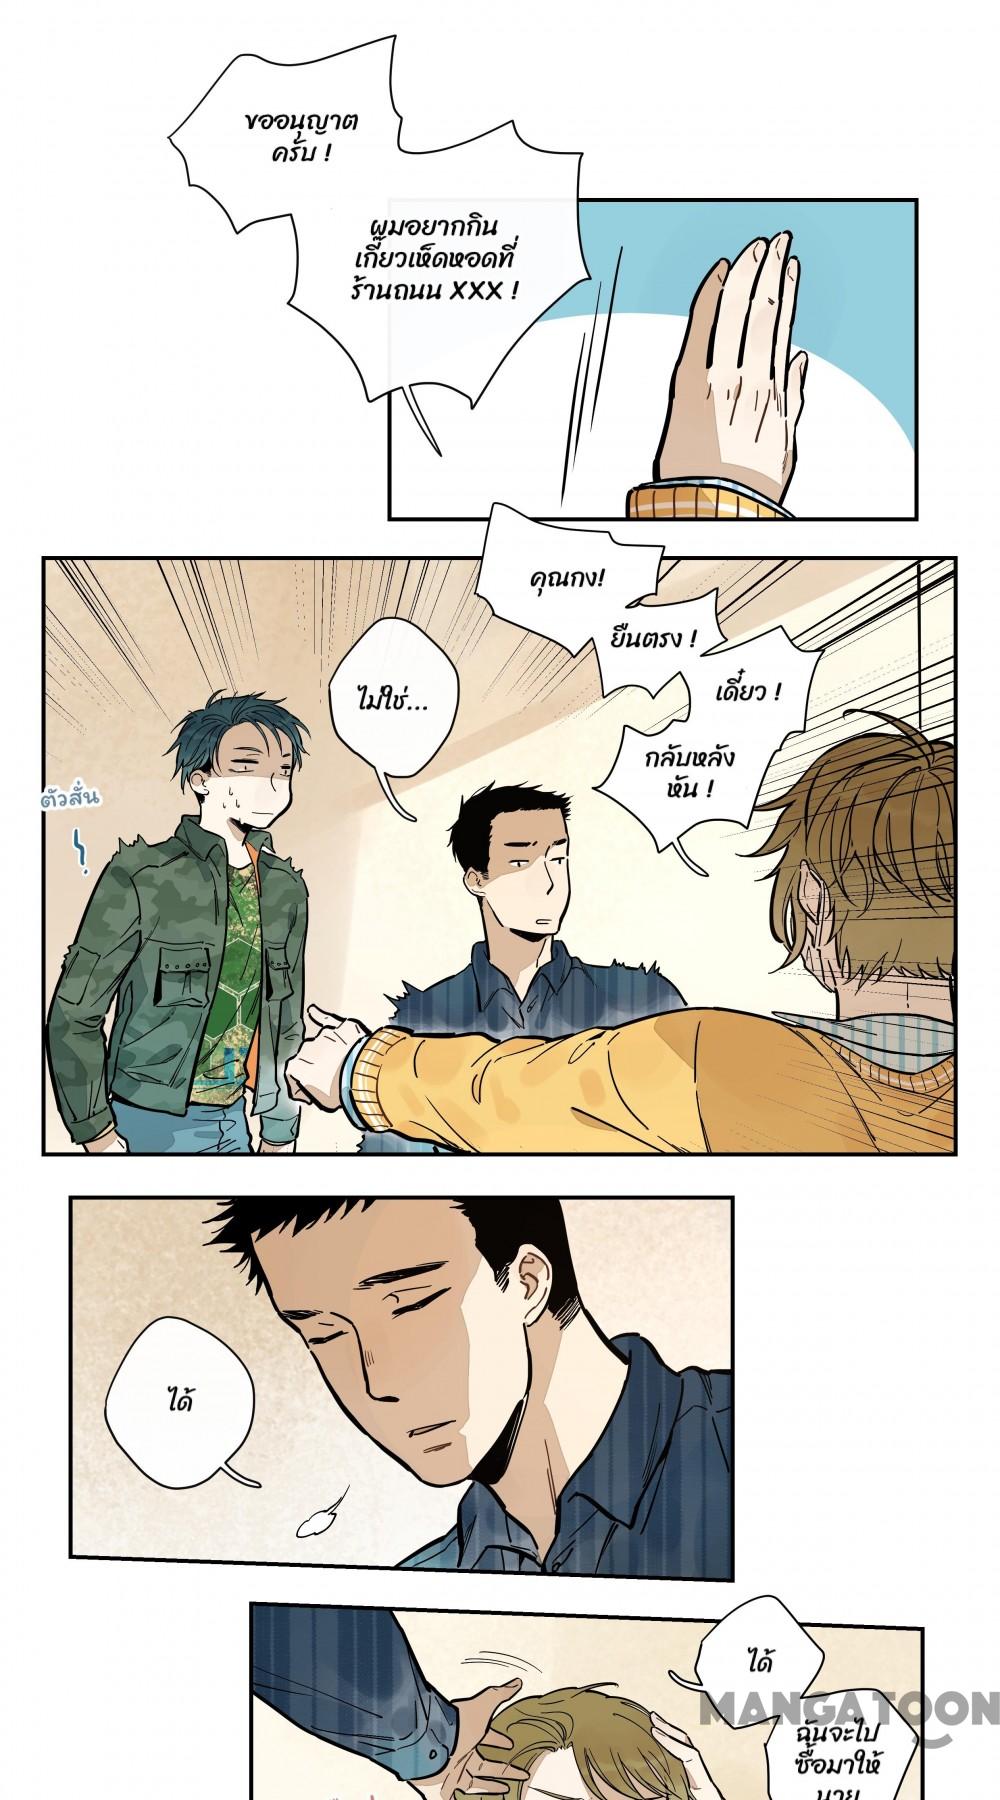 ขออนุญาต
ครับ !
ผมอยากกิน
เกี๊ยวเห็ดหอดที่
ร้านถนน XXX !
คุณกง!
ยืนตรง !
เดี๋ยว !
กลับหลัง
หัน !
ไม่ใช่...
ตัวสั่น
ได้
ได้
ฉันจะไป
ซื้อมาให้
นาย
MANGATOON